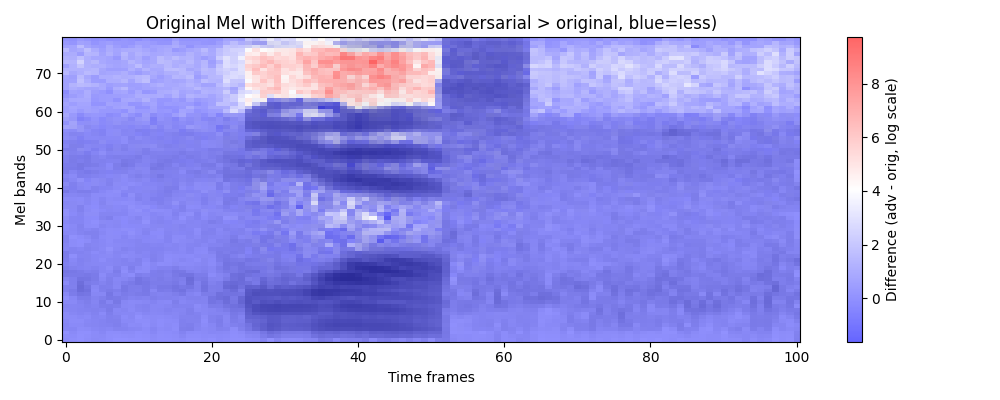 Original Mel with Differences (red=adversarial > original, blue=less)
70
60
50
40
30
20
10
0
Mel bands
0 20 40 60 80 100
Time frames
8
6
4
2
0
Difference (adv - orig, log scale)